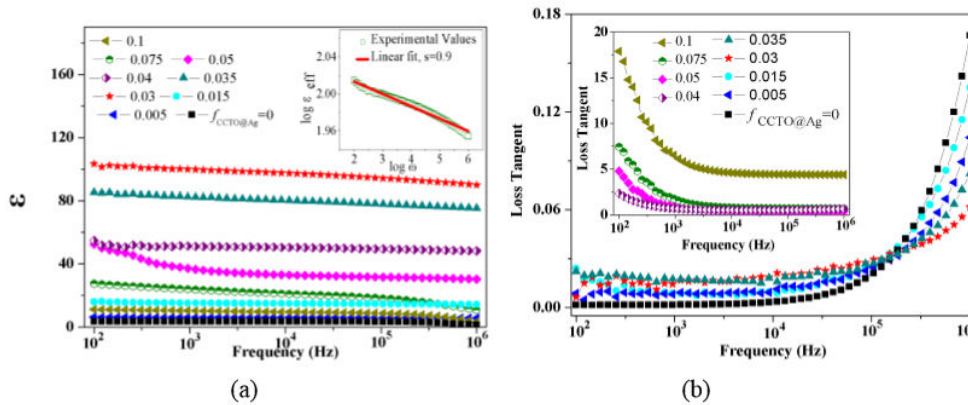 0.1
0.075 0.05
0.04 0.035
0.03 0.015
0.005 fCCTO@Ag=0
Experimental Values
Linear fit, s=0.9
log ε eff
2.04
2.00
1.96
2 3 4 5 6
log ω
ε
160
120
80
40
0
10² 10³ 10⁴ 10⁵ 10⁶
Frequency (Hz)
(a)
Loss Tangent
0.18
0.12
0.06
0.00
0.035
0.03
0.015
0.005
fCCTO@Ag=0
Loss Tangent
20
15
10
5
0
0.1
0.075
0.05
0.04
10² 10³ 10⁴ 10⁵ 10⁶
Frequency (Hz)
10² 10³ 10⁴ 10⁵
Frequency (Hz)
(b)